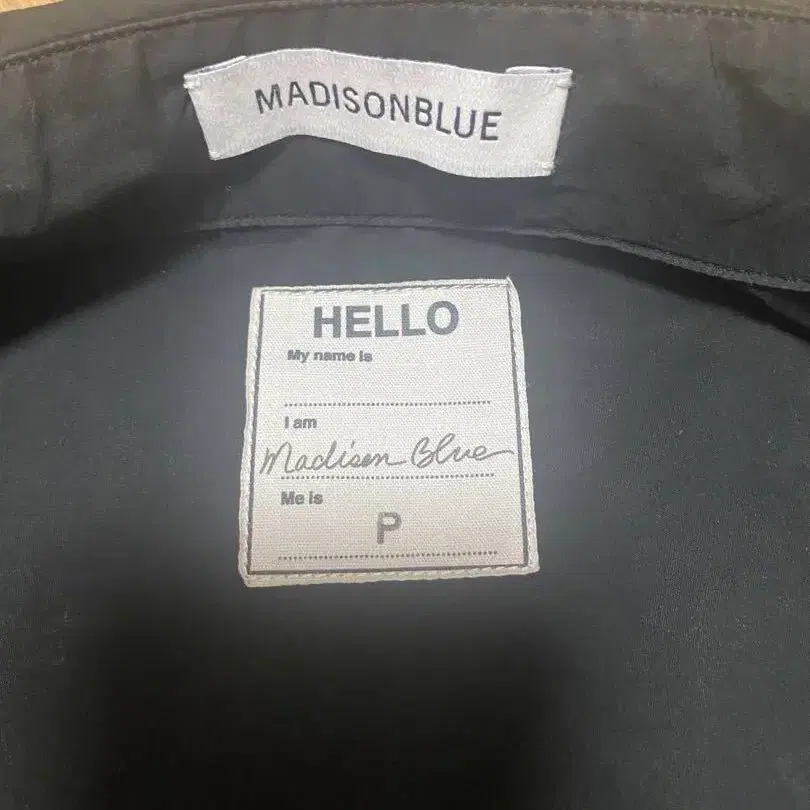 MADISONBLUE
HELLO
My name is
I am
Madison Blue
Me is
P